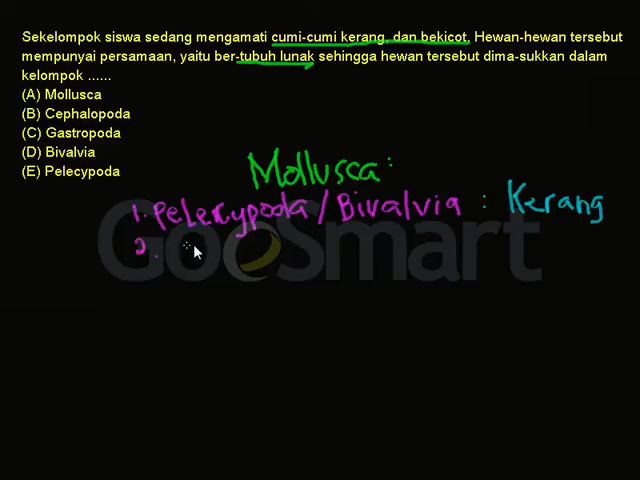 Sekelompok siswa sedang mengamati cumi-cumi kerang, dan bekicot. Hewan-hewan tersebut
mempunyai persamaan, yaitu ber-tubuh lunak sehingga hewan tersebut dima-sukkan dalam
kelompok ......
(A) Mollusca
(B) Cephalopoda
(C) Gastropoda
(D) Bivalvia
(E) Pelecypoda
Mollusca:
1. Pelecypoda / Bivalvia : Kerang
2.
GoeSmart